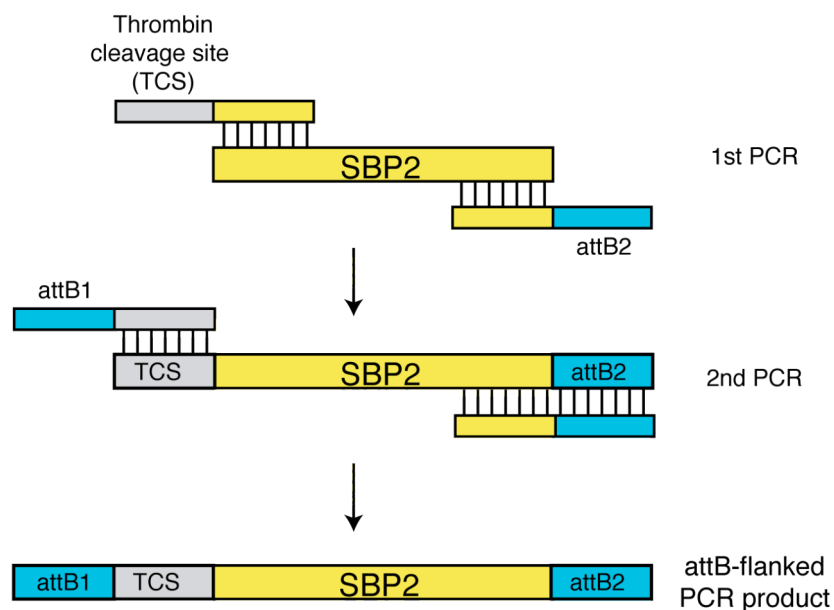 Thrombin
cleavage site
(TCS)
SBP2
1st PCR
attB2
attB1
TCS
SBP2
attB2
2nd PCR
attB1
TCS
SBP2
attB2
attB-flanked
PCR product